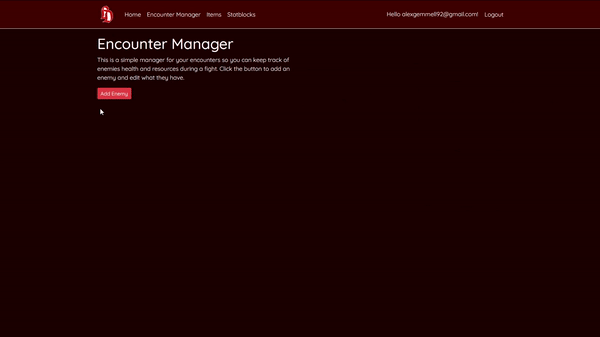 Home Encounter Manager Items Statblocks Hello alexgemmell92@gmail.com! Logout
Encounter Manager
This is a simple manager for your encounters so you can keep track of
enemies health and resources during a fight. Click the button to add an
enemy and edit what they have.
Add Enemy